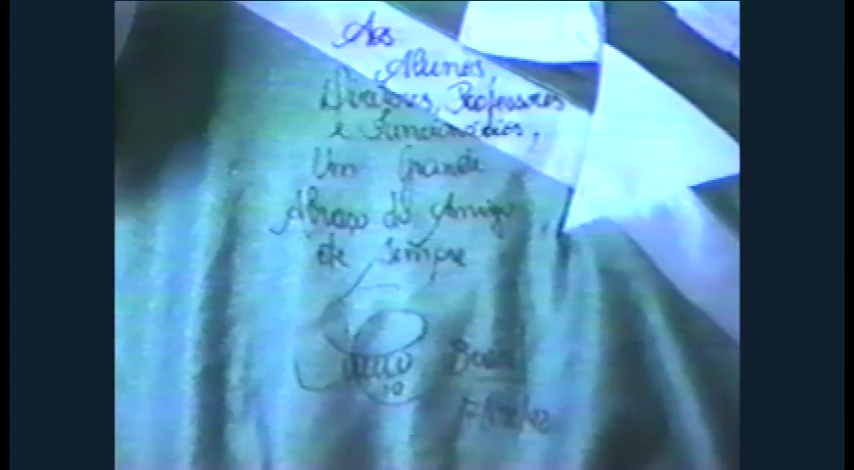 Aos
Alunos,
Diretores, Professores
e Funcionários,
Um Grande
Abraço do Amigo
de Sempre
10